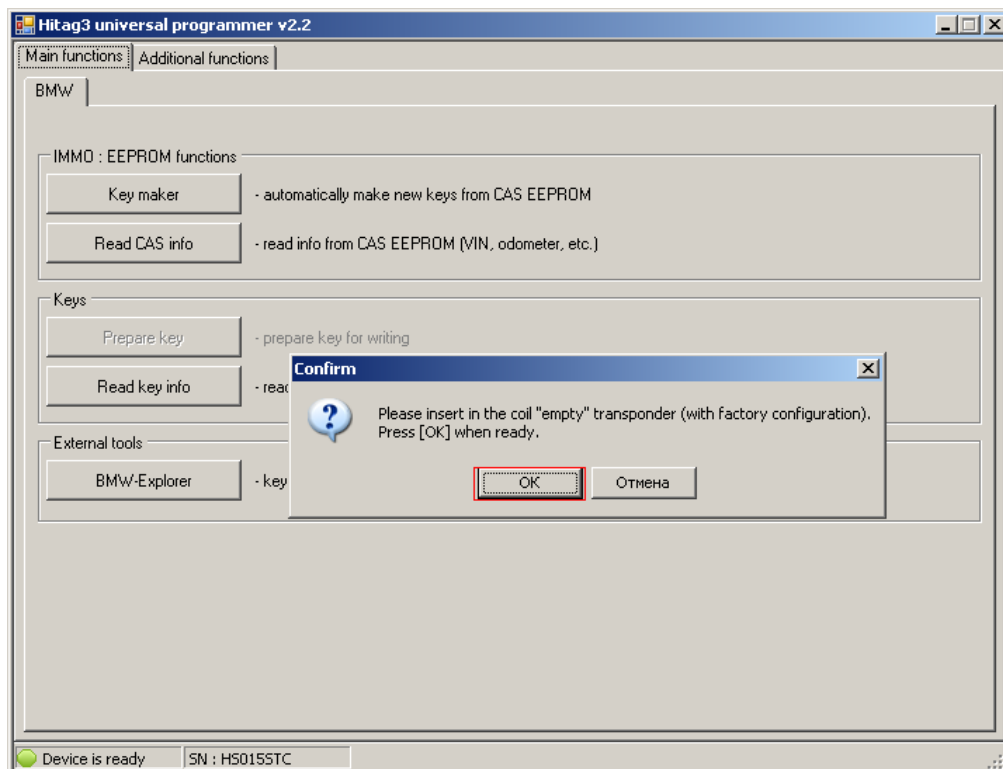 Hitag3 universal programmer v2.2
Main functions
Additional functions
BMW
IMMO : EEPROM functions
Key maker
- automatically make new keys from CAS EEPROM
Read CAS info
- read info from CAS EEPROM (VIN, odometer, etc.)
Keys
Prepare key
- prepare key for writing
Confirm
Read key info
- read
Please insert in the coil "empty" transponder (with factory configuration).
Press [OK] when ready.
External tools
BMW-Explorer
- key
OK
Отмена
Device is ready
SN : HS015STC